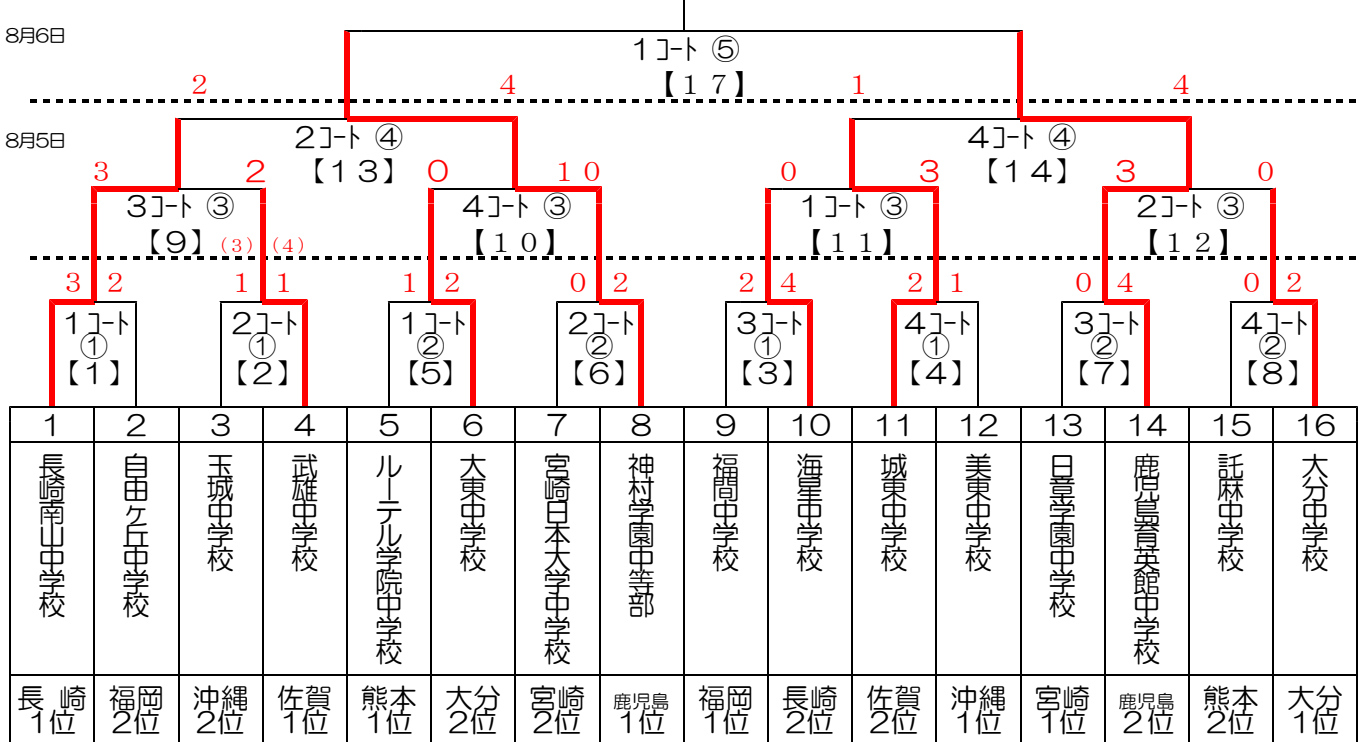 8月6日
1コート ⑤
【17】
2 4 1 4
8月5日
2コート ④
【13】
4コート ④
【14】
3 2 0 10 0 3 3 0
3コート ③
【9】
(3) (4)
4コート ③
【10】
1コート ③
【11】
2コート ③
【12】
3 2 1 1 1 2 0 2 2 4 2 1 0 4 0 2
1コート
①
【1】
2コート
①
【2】
1コート
②
【5】
2コート
②
【6】
3コート
①
【3】
4コート
①
【4】
3コート
②
【7】
4コート
②
【8】
1 2 3 4 5 6 7 8 9 10 11 12 13 14 15 16
長崎南山中学校
自由ヶ丘中学校
玉城中学校
武雄中学校
ルーテル学院中学校
大東中学校
宮崎日本大学中学校
神村学園中等部
福間中学校
海星中学校
城東中学校
美東中学校
日章学園中学校
鹿児島育英館中学校
託麻中学校
大分中学校
長崎 福岡 沖縄 佐賀 熊本 大分 宮崎 鹿児島 福岡 長崎 佐賀 沖縄 宮崎 鹿児島 熊本 大分
1位 2位 2位 1位 1位 2位 2位 1位 1位 2位 2位 1位 1位 2位 2位 1位